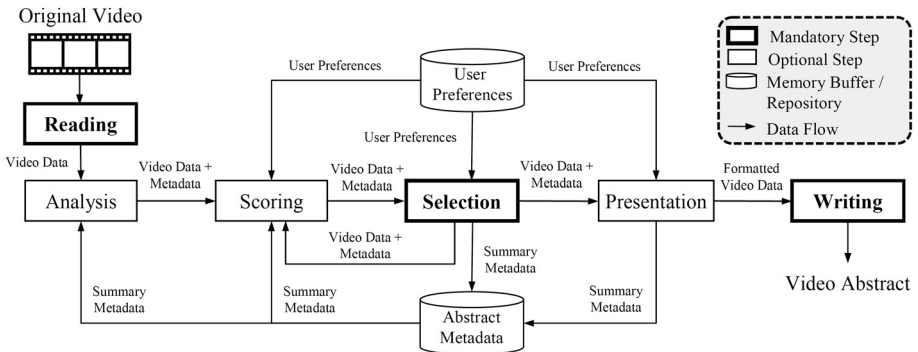 Original Video
Mandatory Step
Optional Step
Memory Buffer /
Repository
Data Flow
User Preferences
User
Preferences
User Preferences
Reading
User Preferences
Video Data
Video Data +
Metadata
Video Data +
Metadata
Video Data +
Metadata
Formatted
Video Data
Analysis
Scoring
Selection
Presentation
Writing
Video Data +
Metadata
Summary
Metadata
Video Abstract
Summary
Metadata
Summary
Metadata
Abstract
Metadata
Summary
Metadata